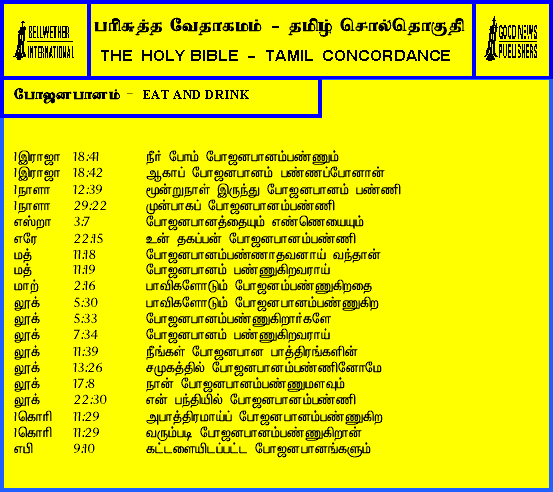 BELLWETHER
INTERNATIONAL
பரிசுத்த வேதாகமம் - தமிழ் சொல்தொகுதி
THE HOLY BIBLE - TAMIL CONCORDANCE
GOOD NEWS
PUBLISHERS
போஜனபானம் - EAT AND DRINK
1இராஜா 18:41 நீர் போம் போஜனபானம்பண்ணும்
1இராஜா 18:42 ஆகாப் போஜனபானம் பண்ணப்போனான்
1நாளா 12:39 மூன்றுநாள் இருந்து போஜனபானம் பண்ணி
1நாளா 29:22 முன்பாகப் போஜனபானம்பண்ணி
எஸ்றா 3:7 போஜனபானத்தையும் எண்ணெயையும்
எரே 22:15 உன் தகப்பன் போஜனபானம்பண்ணி
மத் 11:18 போஜனபானம்பண்ணாதவனாய் வந்தான்
மத் 11:19 போஜனபானம் பண்ணுகிறவராய்
மாற் 2:16 பாவிகளோடும் போஜனபானம்பண்ணுகிறதை
லூக் 5:30 பாவிகளோடும் போஜனபானம்பண்ணுகிற
லூக் 5:33 போஜனபானம்பண்ணுகிறார்களே
லூக் 7:34 போஜனபானம் பண்ணுகிறவராய்
லூக் 11:39 நீங்கள் போஜனபான பாத்திரங்களின்
லூக் 13:26 சமுகத்தில் போஜனபானம்பண்ணினோமே
லூக் 17:8 நான் போஜனபானம்பண்ணுமளவும்
லூக் 22:30 என் பந்தியில் போஜனபானம்பண்ணி
1கொரி 11:29 அபாத்திரமாய்ப் போஜனபானம்பண்ணுகிற
1கொரி 11:29 வரும்படி போஜனபானம்பண்ணுகிறான்
எபி 9:10 கட்டளையிடப்பட்ட போஜனபானங்களும்